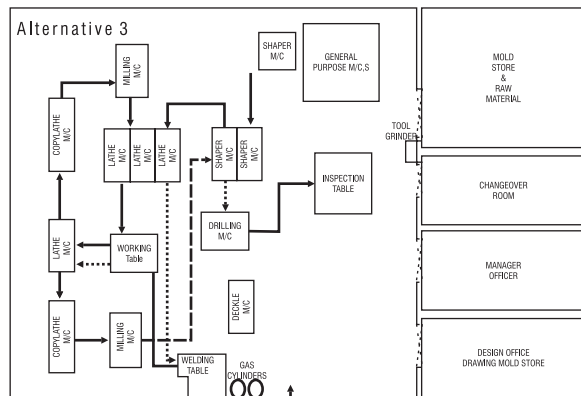 Alternative 3
SHAPER
M/C
GENERAL
PURPOSE M/C,S
MOLD
STORE
&
RAW
MATERIAL
MILLING
M/C
COPYLATHE
M/C
LATHE
M/C
LATHE
M/C
LATHE
M/C
SHAPER
M/C
SHAPER
M/C
TOOL
GRINDER
INSPECTION
TABLE
CHANGEOVER
ROOM
DRILLING
M/C
LATHE
M/C
WORKING
Table
MANAGER
OFFICER
DECKLE
M/C
COPYLATHE
M/C
MILLING
M/C
WELDING
TABLE
GAS
CYLINDERS
DESIGN OFFICE
DRAWING MOLD STORE